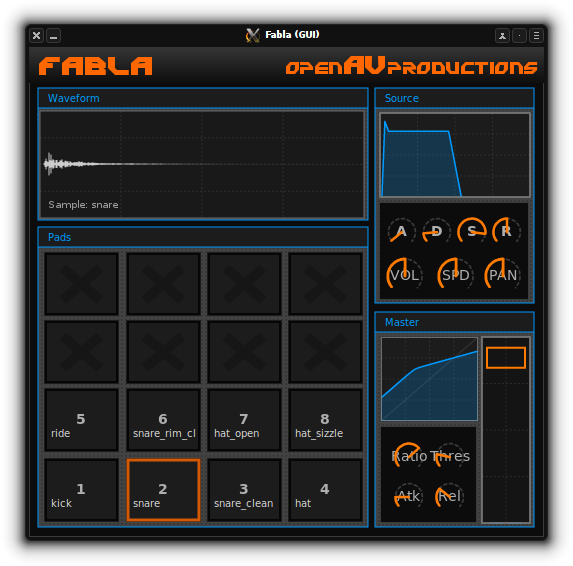 Fabla (GUI)
FABLA
OPENAVPRODUCTIONS
Waveform
Sample: snare
Source
A D S R
VOL SPD PAN
Pads
5 6 7 8
ride snare_rim_cl hat_open hat_sizzle
1 2 3 4
kick snare snare_clean hat
Master
Ratio Thres
Atk Rel